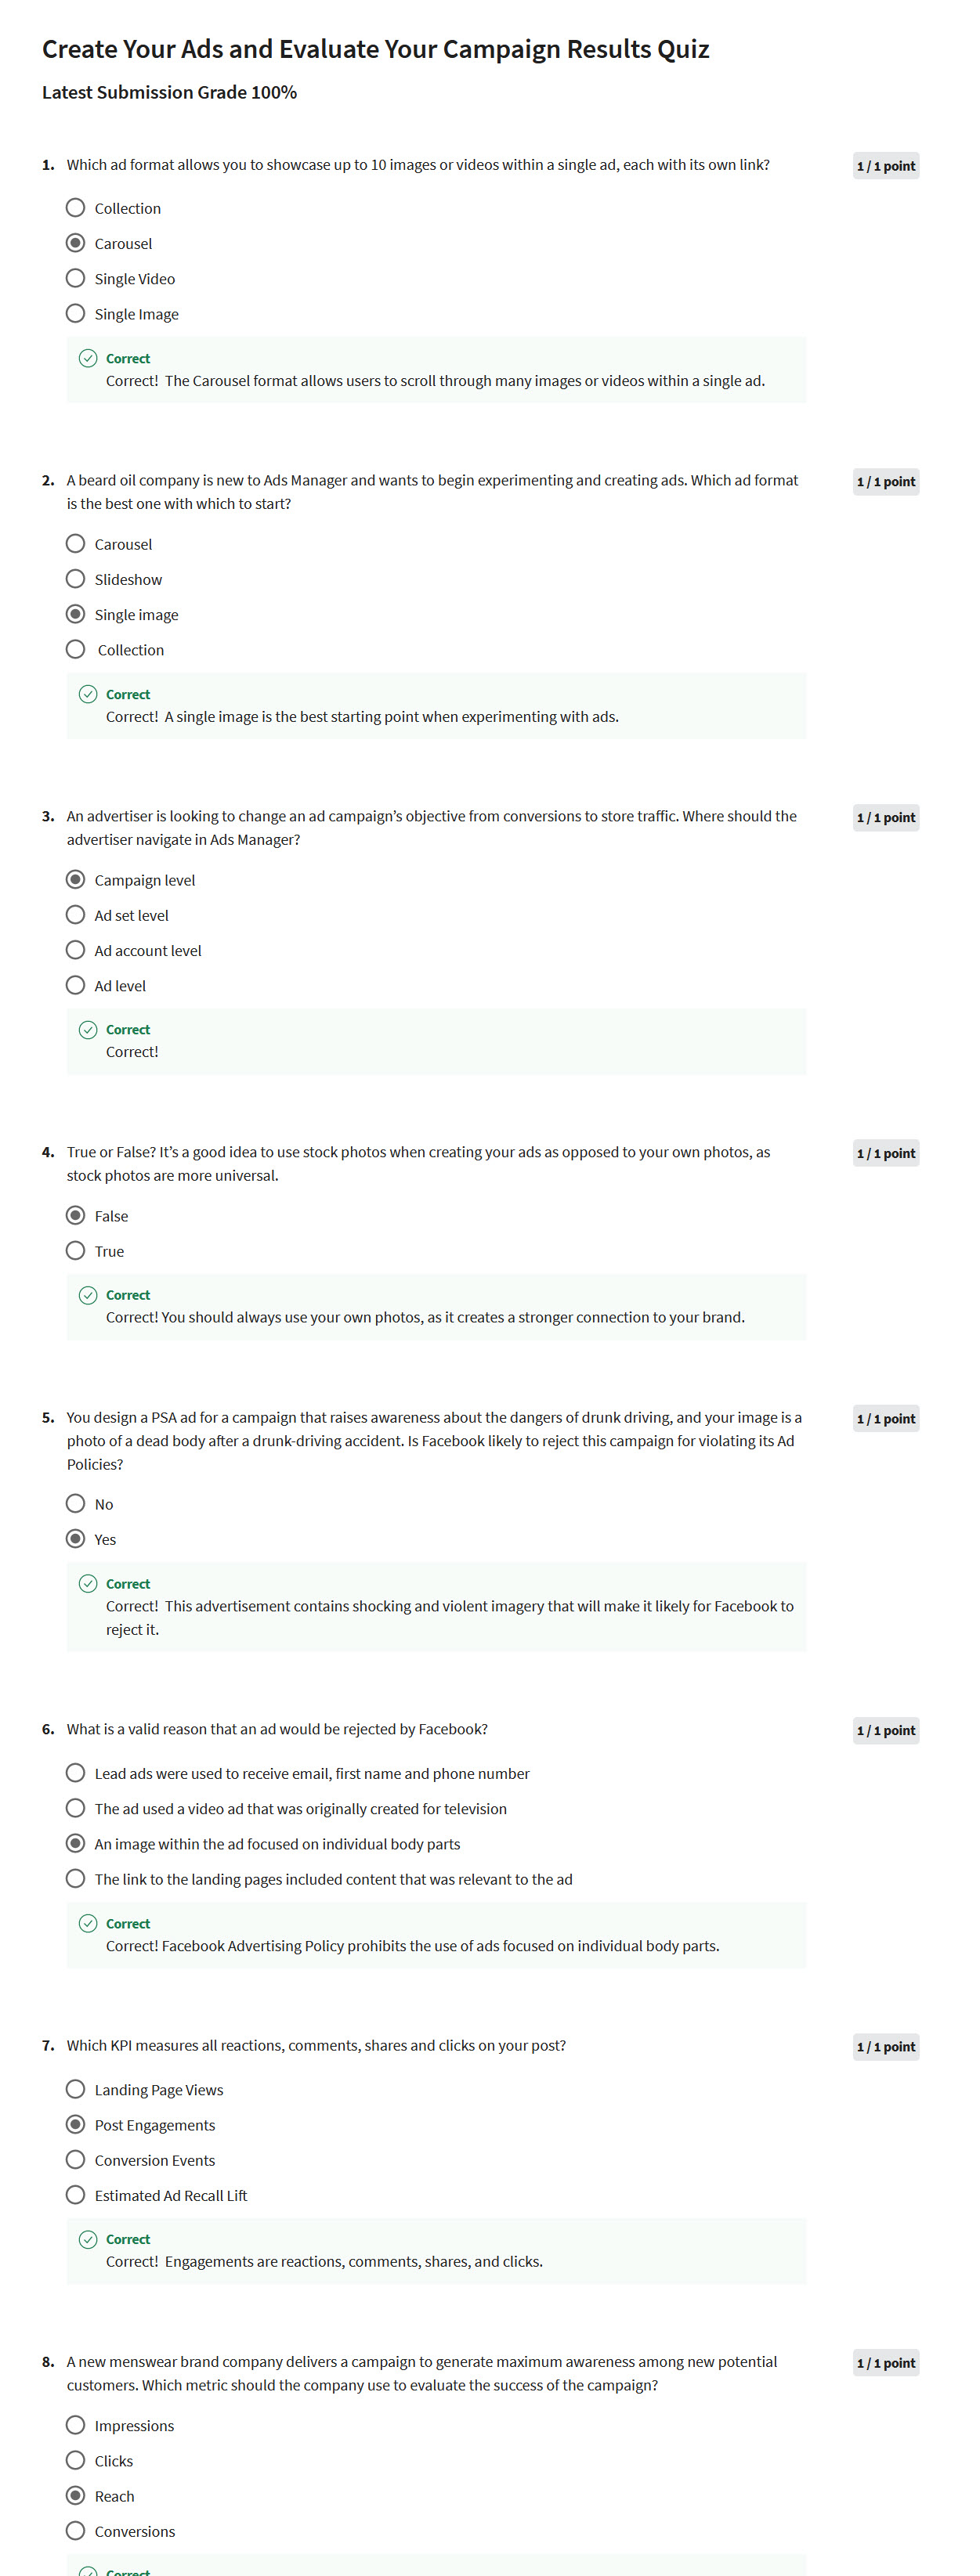 Create Your Ads and Evaluate Your Campaign Results Quiz
Latest Submission Grade 100%
1. Which ad format allows you to showcase up to 10 images or videos within a single ad, each with its own link?
1 / 1 point
Collection
Carousel
Single Video
Single Image
Correct
Correct! The Carousel format allows users to scroll through many images or videos within a single ad.
2. A beard oil company is new to Ads Manager and wants to begin experimenting and creating ads. Which ad format
is the best one with which to start?
1 / 1 point
Carousel
Slideshow
Single image
Collection
Correct
Correct! A single image is the best starting point when experimenting with ads.
3. An advertiser is looking to change an ad campaign’s objective from conversions to store traffic. Where should the
advertiser navigate in Ads Manager?
1 / 1 point
Campaign level
Ad set level
Ad account level
Ad level
Correct
Correct!
4. True or False? It’s a good idea to use stock photos when creating your ads as opposed to your own photos, as
stock photos are more universal.
1 / 1 point
False
True
Correct
Correct! You should always use your own photos, as it creates a stronger connection to your brand.
5. You design a PSA ad for a campaign that raises awareness about the dangers of drunk driving, and your image is a
photo of a dead body after a drunk-driving accident. Is Facebook likely to reject this campaign for violating its Ad
Policies?
1 / 1 point
No
Yes
Correct
Correct! This advertisement contains shocking and violent imagery that will make it likely for Facebook to
reject it.
6. What is a valid reason that an ad would be rejected by Facebook?
1 / 1 point
Lead ads were used to receive email, first name and phone number
The ad used a video ad that was originally created for television
An image within the ad focused on individual body parts
The link to the landing pages included content that was relevant to the ad
Correct
Correct! Facebook Advertising Policy prohibits the use of ads focused on individual body parts.
7. Which KPI measures all reactions, comments, shares and clicks on your post?
1 / 1 point
Landing Page Views
Post Engagements
Conversion Events
Estimated Ad Recall Lift
Correct
Correct! Engagements are reactions, comments, shares, and clicks.
8. A new menswear brand company delivers a campaign to generate maximum awareness among new potential
customers. Which metric should the company use to evaluate the success of the campaign?
1 / 1 point
Impressions
Clicks
Reach
Conversions
Correct